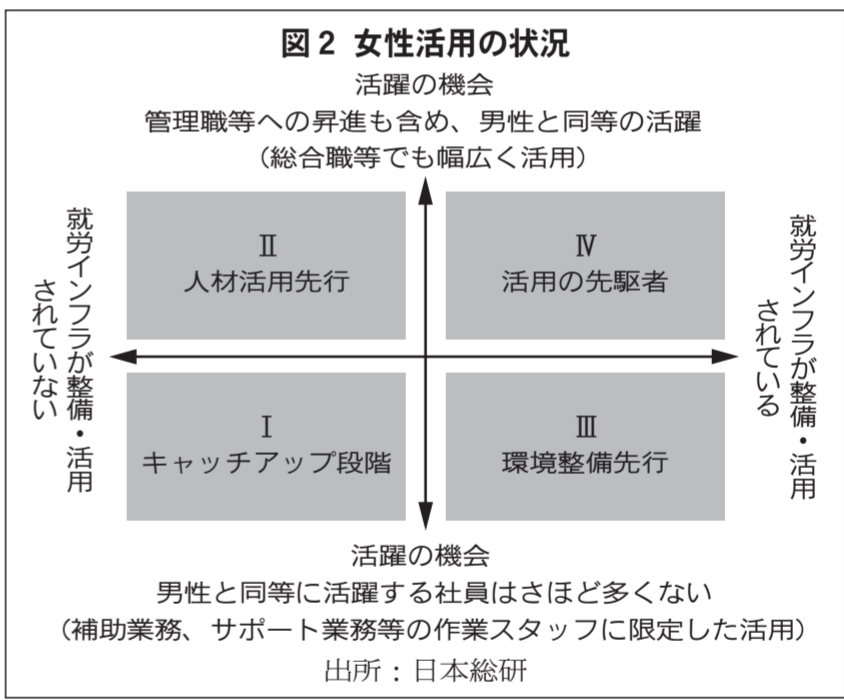 図2 女性活用の状況
活躍の機会
管理職等への昇進も含め、男性と同等の活躍
（総合職等でも幅広く活用）
就労インフラが整備・活用
されていない
Ⅱ
人材活用先行
Ⅳ
活用の先駆者
就労インフラが整備・活用
されている
Ⅰ
キャッチアップ段階
Ⅲ
環境整備先行
活躍の機会
男性と同等に活躍する社員はさほど多くない
（補助業務、サポート業務等の作業スタッフに限定した活用）
出所：日本総研